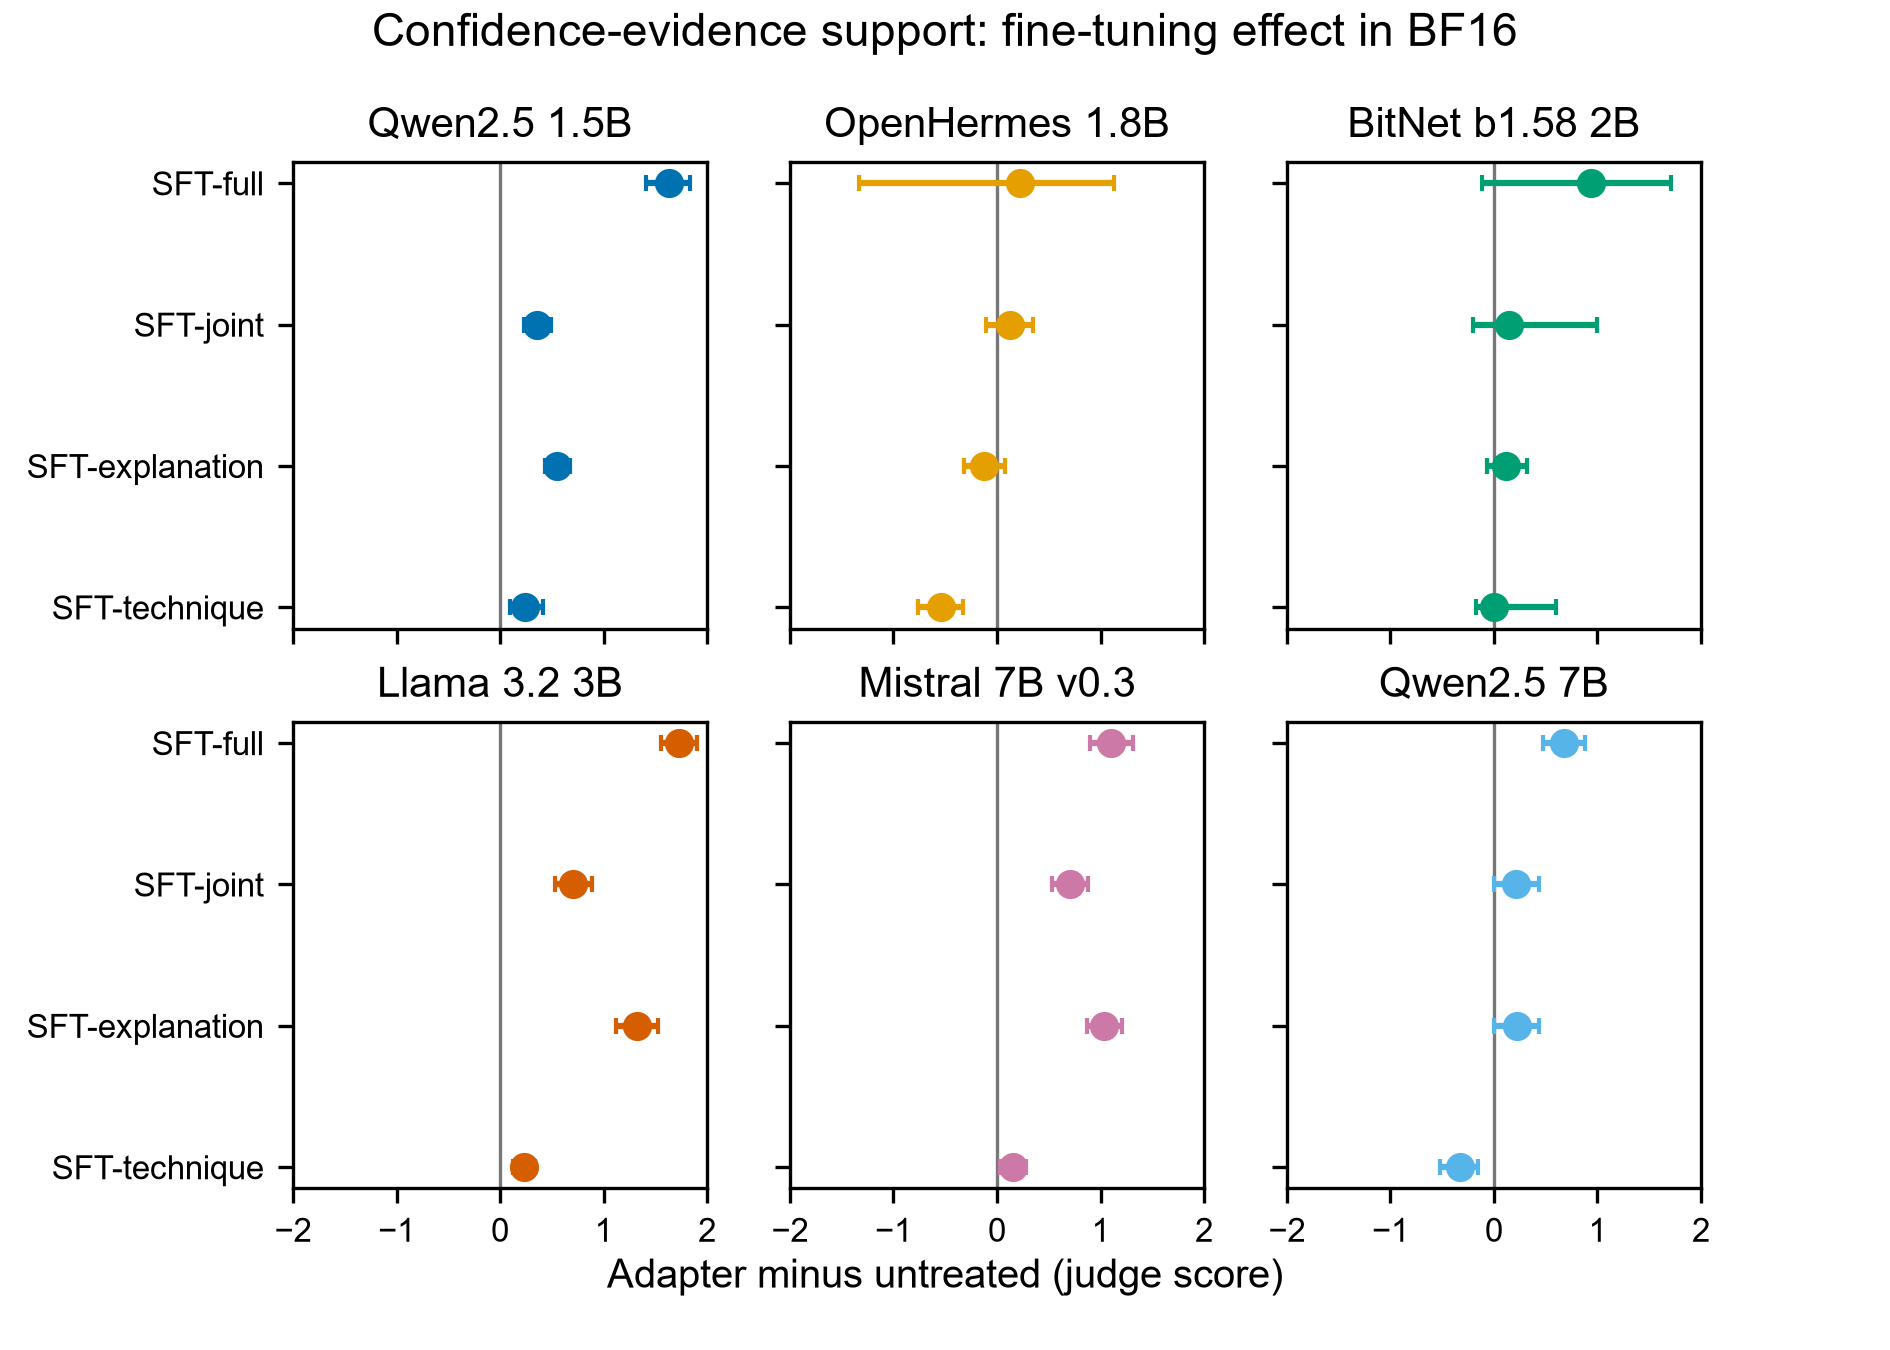 Confidence-evidence support: fine-tuning effect in BF16
Qwen2.5 1.5B
OpenHermes 1.8B
BitNet b1.58 2B
SFT-full
SFT-joint
SFT-explanation
SFT-technique
Llama 3.2 3B
Mistral 7B v0.3
Qwen2.5 7B
SFT-full
SFT-joint
SFT-explanation
SFT-technique
−2 −1 0 1 2
−2 −1 0 1 2
−2 −1 0 1 2
Adapter minus untreated (judge score)